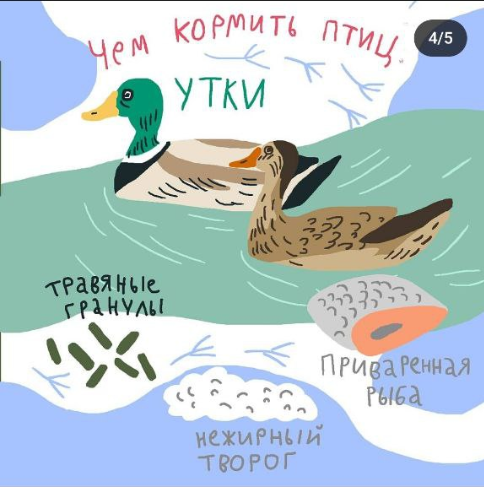 Чем кормить птиц
4/5
утки
травяные
гранулы
приваренная
рыба
нежирный
творог